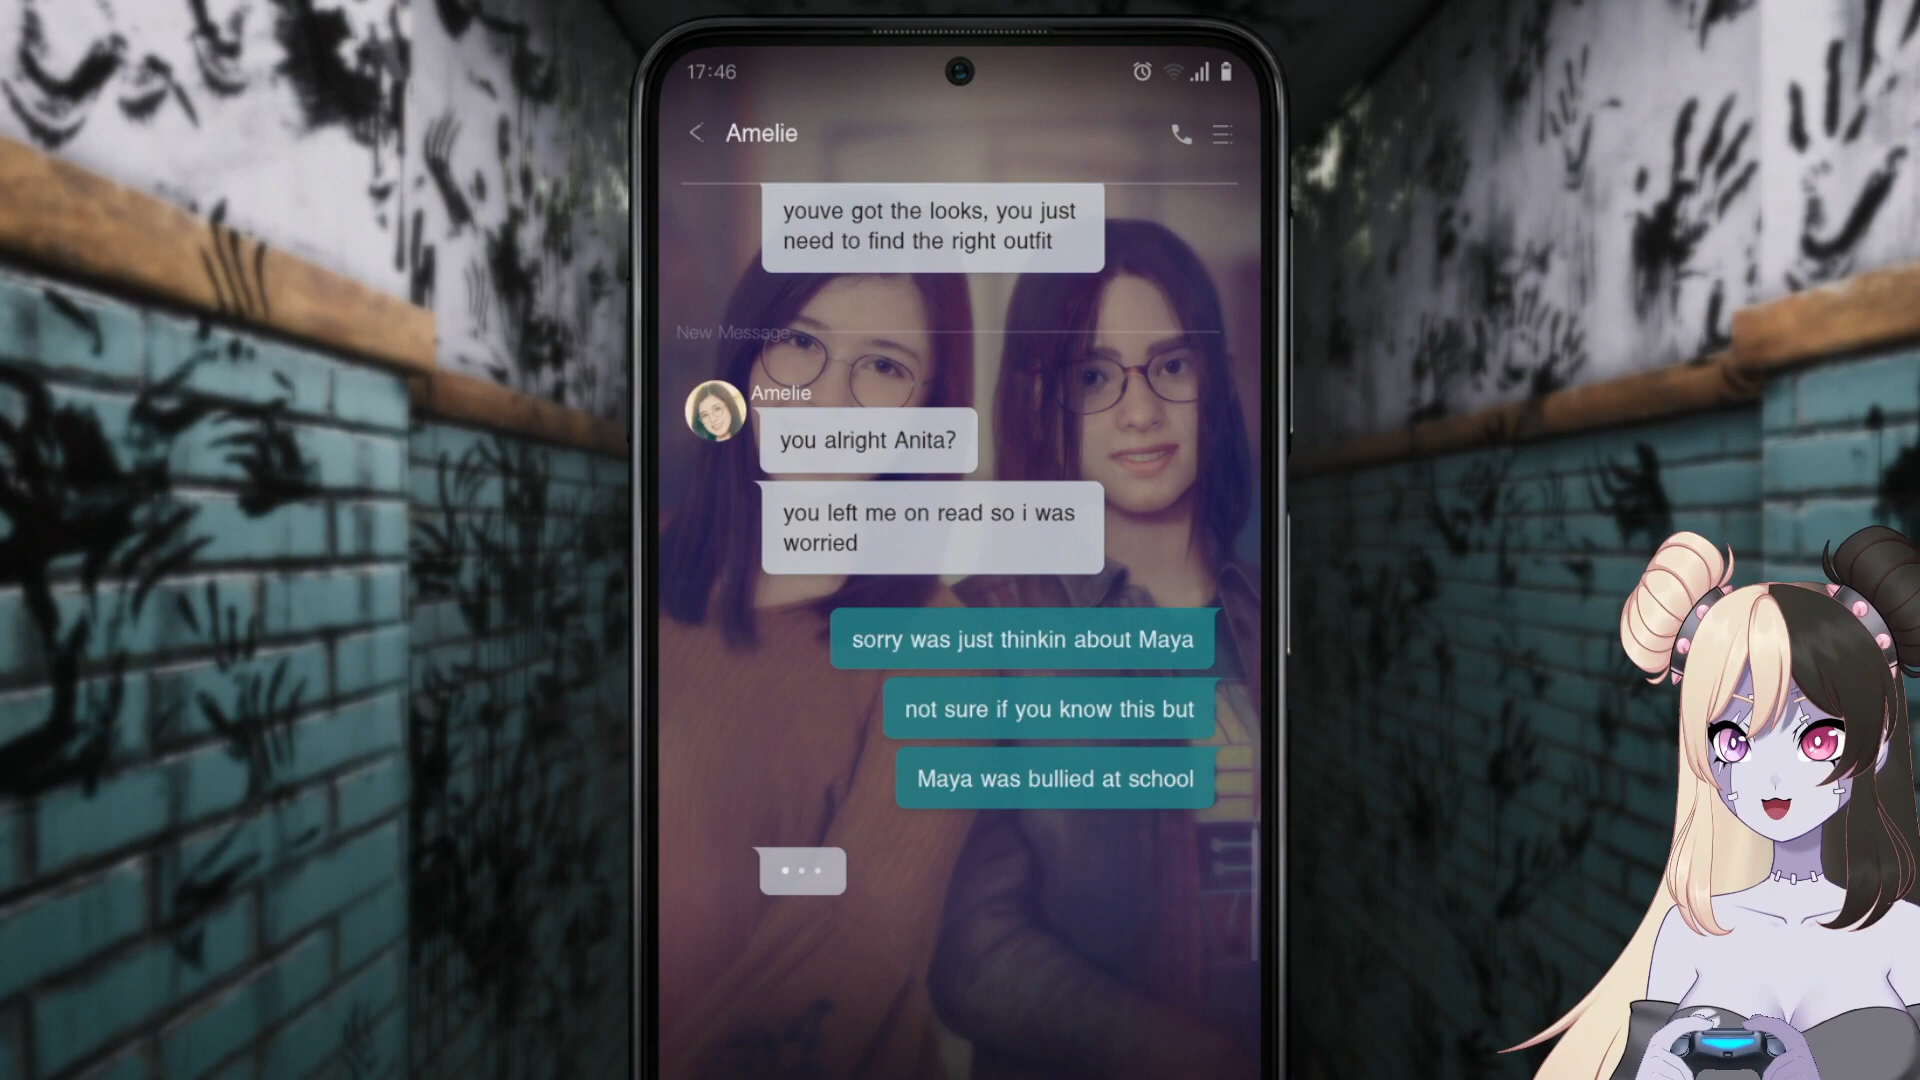 17:46
Amelie
youve got the looks, you just
need to find the right outfit
New Message
Amelie
you alright Anita?
you left me on read so i was
worried
sorry was just thinkin about Maya
not sure if you know this but
Maya was bullied at school